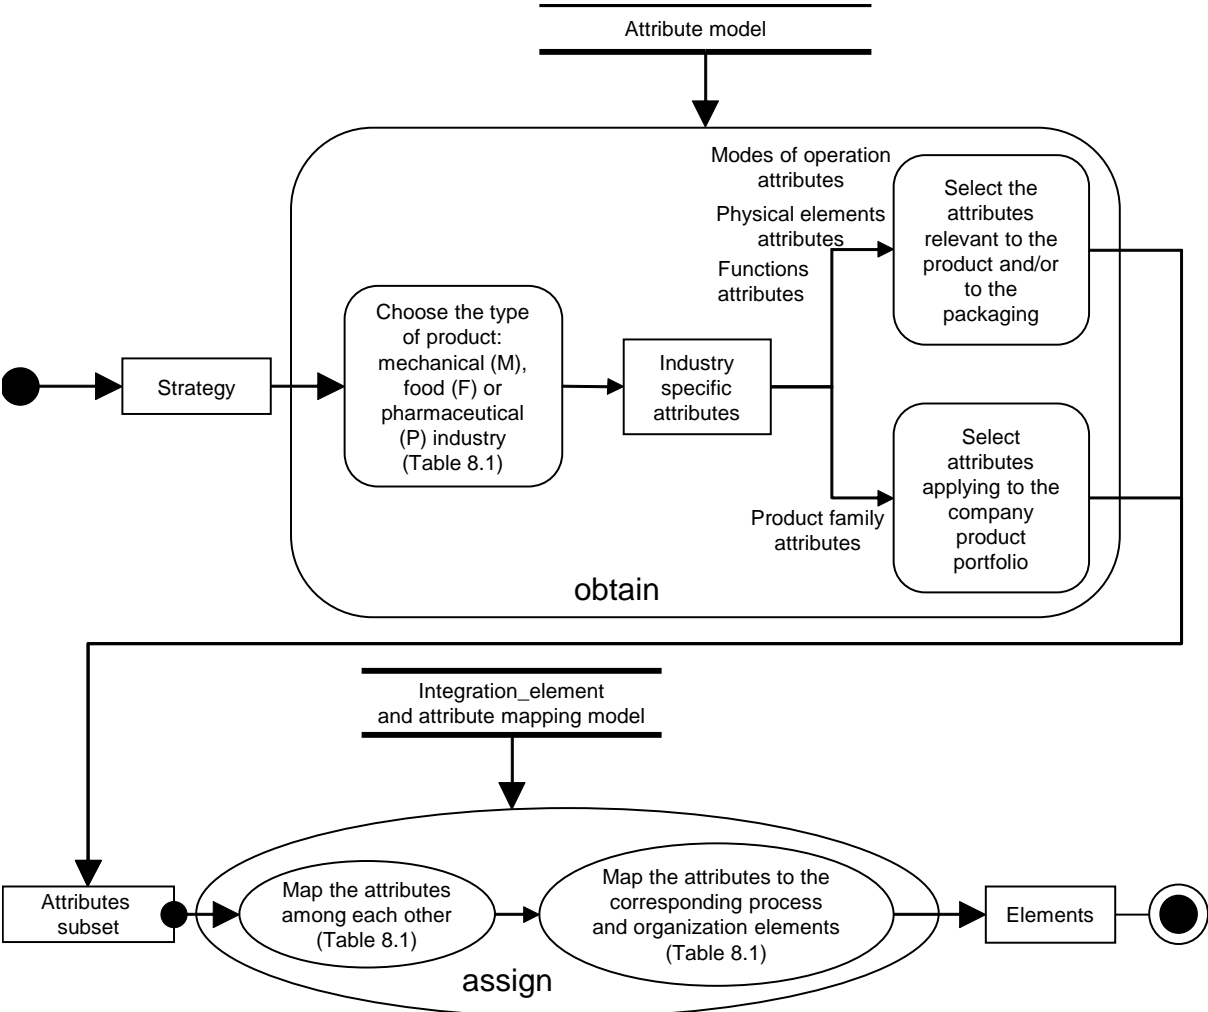 Attribute model
Modes of operation
attributes
Physical elements
attributes
Functions
attributes
Select the
attributes
relevant to the
product and/or
to the
packaging
Choose the type
of product:
mechanical (M),
food (F) or
pharmaceutical
(P) industry
(Table 8.1)
Strategy
Industry
specific
attributes
Select
attributes
applying to the
company
product
portfolio
Product family
attributes
obtain
Integration_element
and attribute mapping model
Attributes
subset
Map the attributes
among each other
(Table 8.1)
Map the attributes to the
corresponding process
and organization elements
(Table 8.1)
Elements
assign